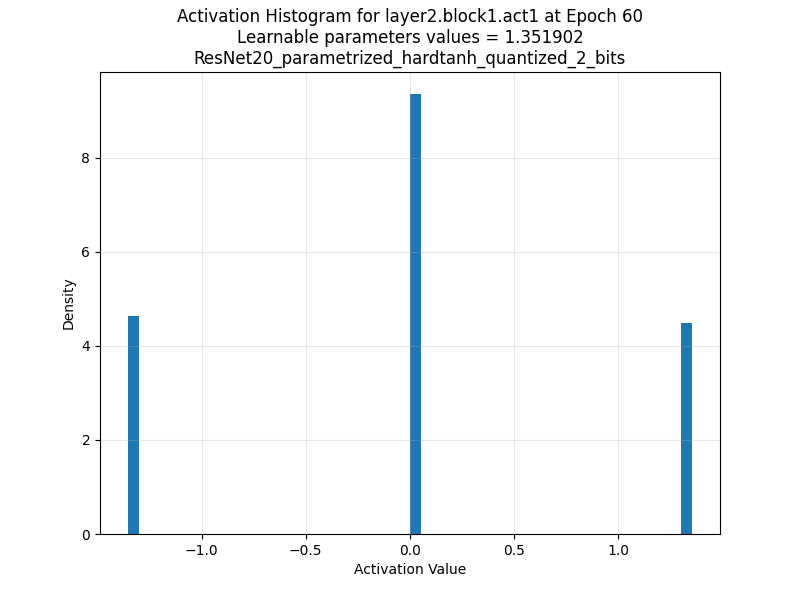 Activation Histogram for layer2.block1.act1 at Epoch 60
Learnable parameters values = 1.351902
ResNet20_parametrized_hardtanh_quantized_2_bits
8
6
4
2
0
Density
−1.0 −0.5 0.0 0.5 1.0
Activation Value